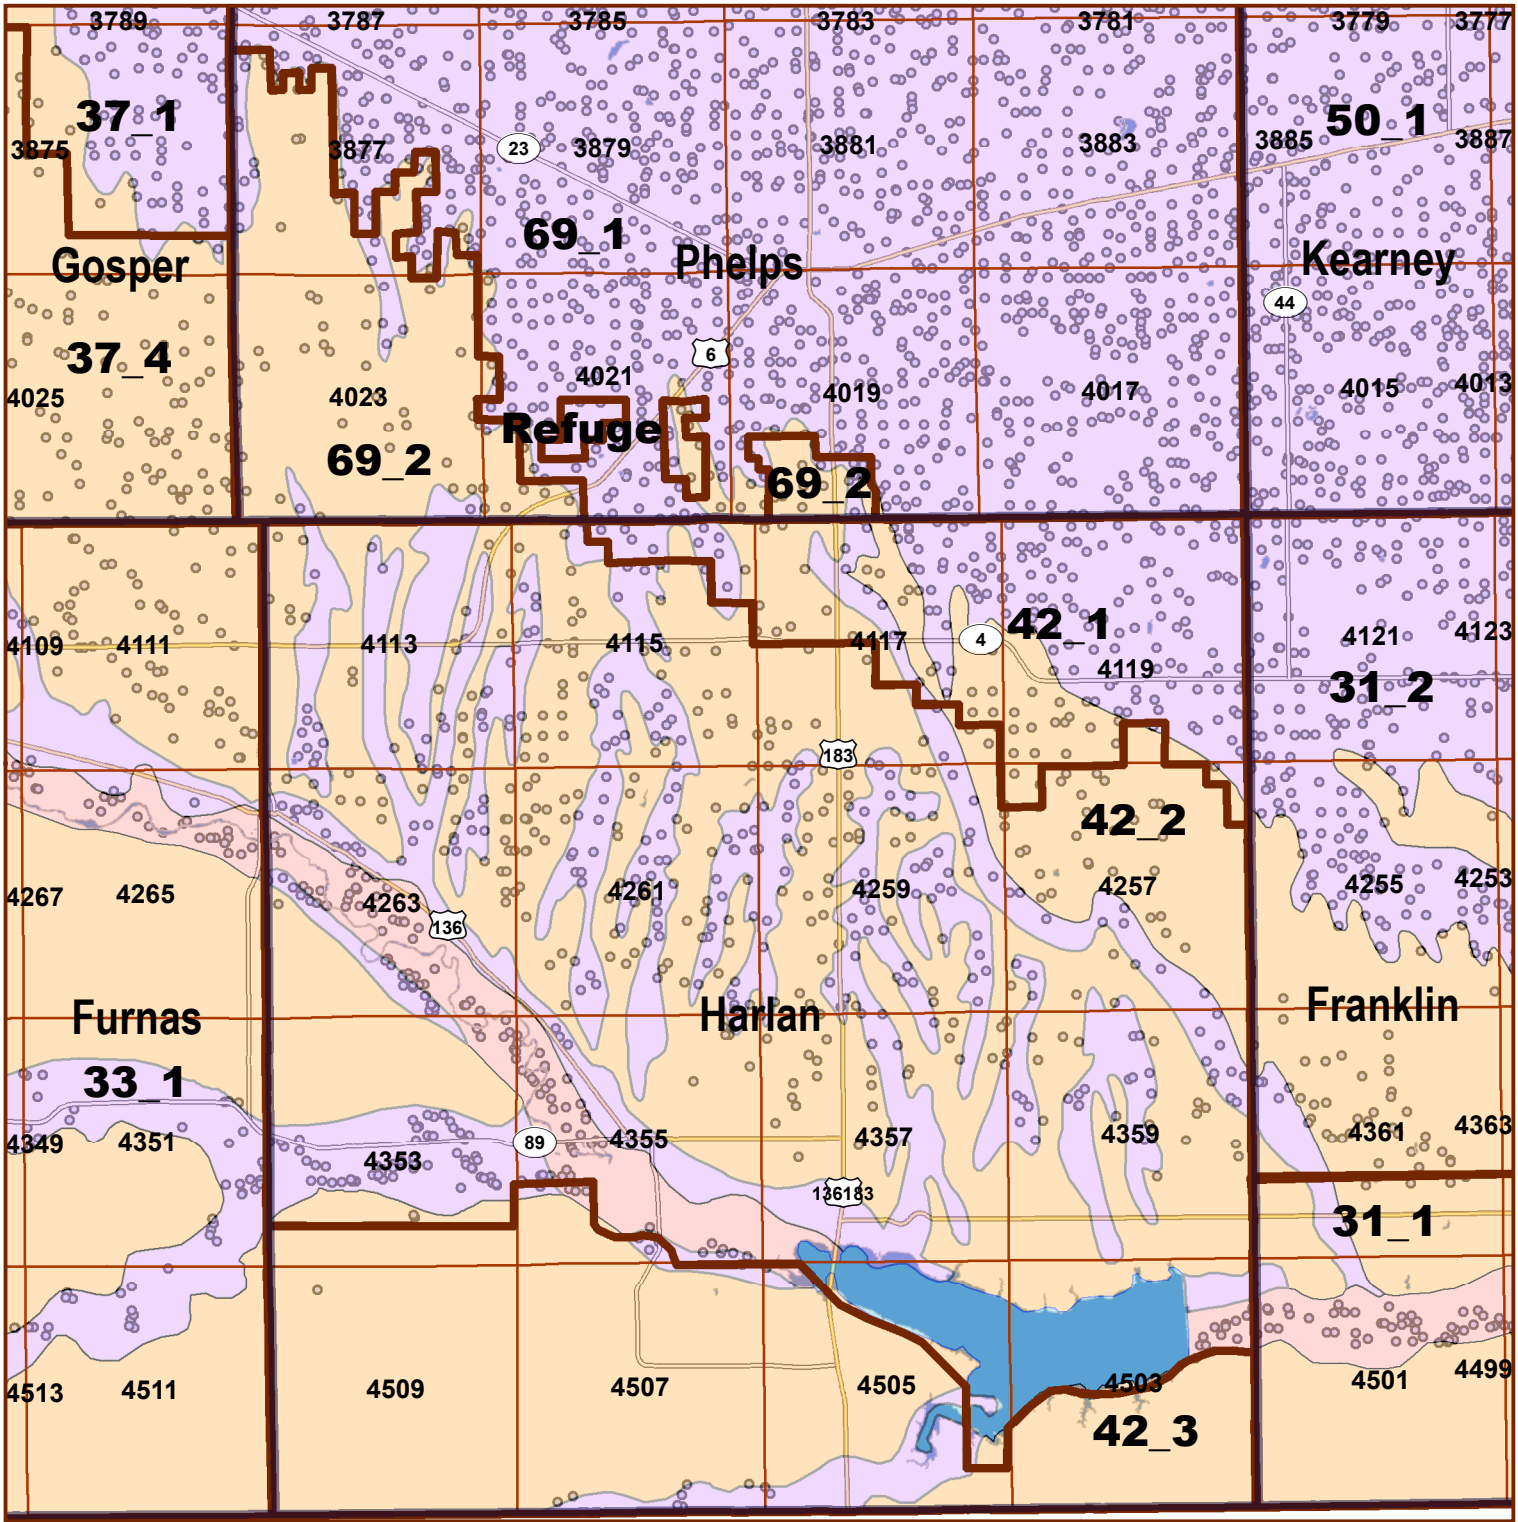 3789 3787 3785 3783 3781 3779 3777
37_1 50_1
3875 3877 23 3879 3881 3883 3885 3887
69_1
Gosper Phelps Kearney
44
37_4 6
4025 4023 4021 4019 4017 4015 4013
Refuge
69_2 69_2
42_1
4109 4111 4113 4115 4117 4 4119 4121 4123
31_2
183
42_2
4267 4265 4263 4261 4259 4257 4255 4253
136
Furnas Harlan Franklin
33_1
4349 4351 4353 89 4355 4357 4359 4361 4363
136183
31_1
4513 4511 4509 4507 4505 4503 4501 4499
42_3